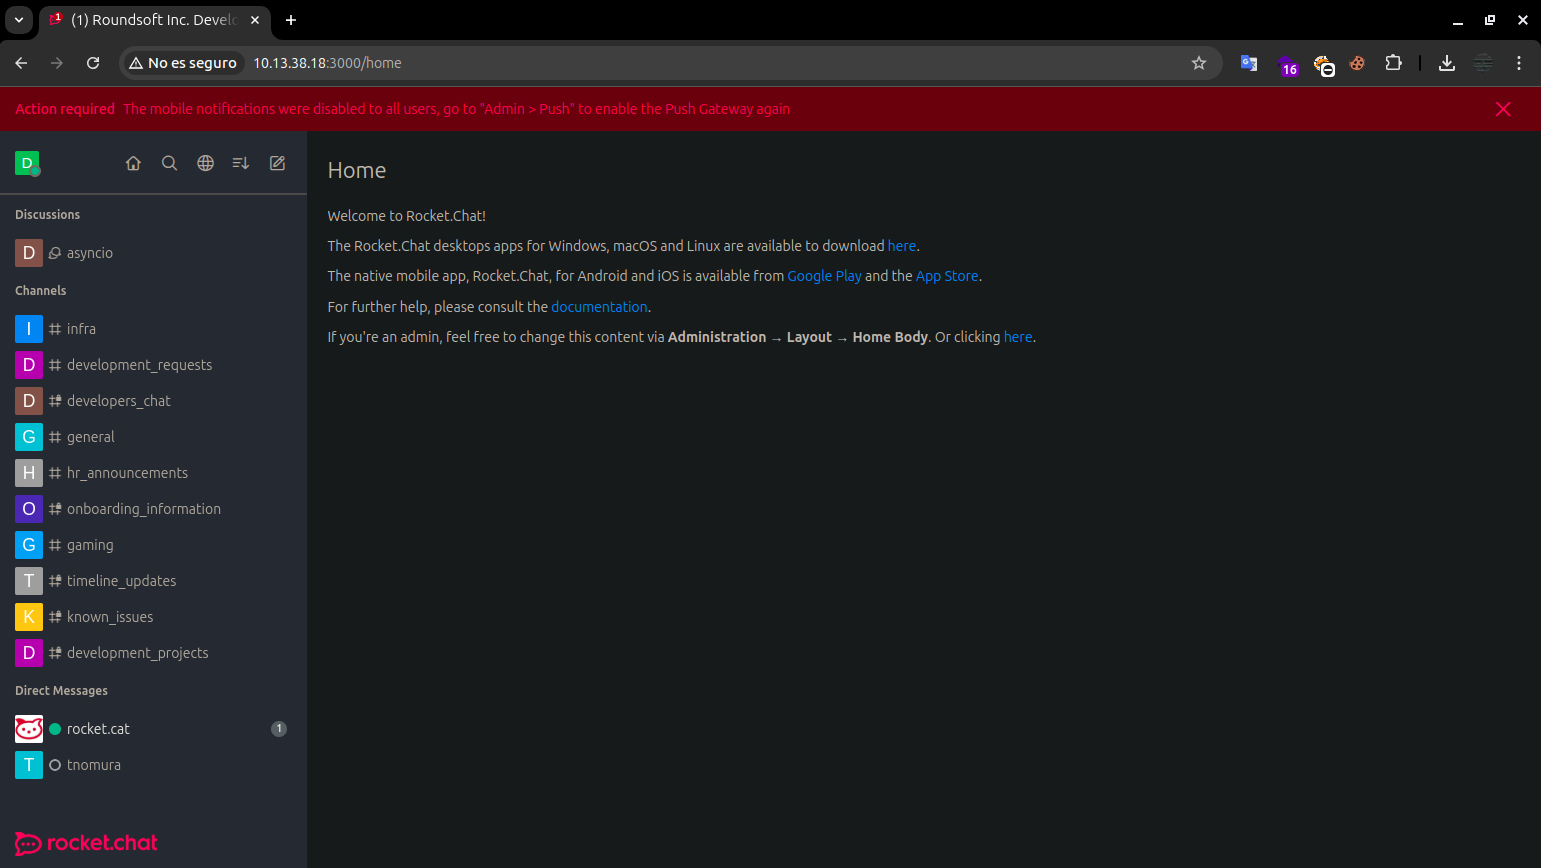 (1) Roundsoft Inc. Develo
No es seguro 10.13.38.18:3000/home
16
Action required The mobile notifications were disabled to all users, go to "Admin > Push" to enable the Push Gateway again
D
Discussions
D asyncio
Channels
I infra
D development_requests
D developers_chat
G general
H hr_announcements
O onboarding_information
G gaming
T timeline_updates
K known_issues
D development_projects
Direct Messages
rocket.cat 1
T tnomura
rocket.chat
Home
Welcome to Rocket.Chat!
The Rocket.Chat desktops apps for Windows, macOS and Linux are available to download here.
The native mobile app, Rocket.Chat, for Android and iOS is available from Google Play and the App Store.
For further help, please consult the documentation.
If you're an admin, feel free to change this content via Administration → Layout → Home Body. Or clicking here.